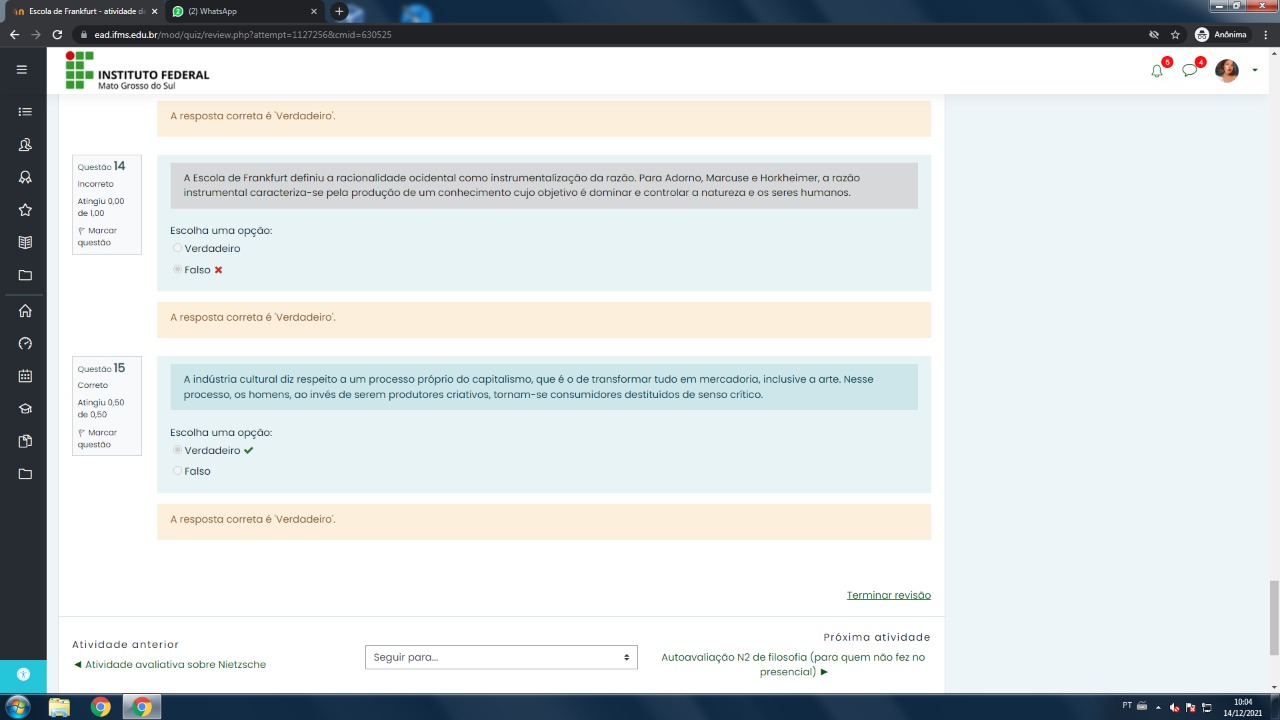 Escola de Frankfurt - atividade de
(2) WhatsApp
ead.ifms.edu.br/mod/quiz/review.php?attempt=1127256&cmid=630525
Anônima
INSTITUTO FEDERAL
Mato Grosso do Sul
6
4
A resposta correta é 'Verdadeiro'.
Questão 14
Incorreto
Atingiu 0,00
de 1,00
Marcar
questão
A Escola de Frankfurt definiu a racionalidade ocidental como instrumentalização da razão. Para Adorno, Marcuse e Horkheimer, a razão
instrumental caracteriza-se pela produção de um conhecimento cujo objetivo é dominar e controlar a natureza e os seres humanos.
Escolha uma opção:
Verdadeiro
Falso
A resposta correta é 'Verdadeiro'.
Questão 15
Correto
Atingiu 0,50
de 0,50
Marcar
questão
A indústria cultural diz respeito a um processo próprio do capitalismo, que é o de transformar tudo em mercadoria, inclusive a arte. Nesse
processo, os homens, ao invés de serem produtores criativos, tornam-se consumidores destituídos de senso crítico.
Escolha uma opção:
Verdadeiro
Falso
A resposta correta é 'Verdadeiro'.
Terminar revisão
Atividade anterior
◄ Atividade avaliativa sobre Nietzsche
Seguir para...
Próxima atividade
Autoavaliação N2 de filosofia (para quem não fez no
presencial) ►
PT
10:04
14/12/2021